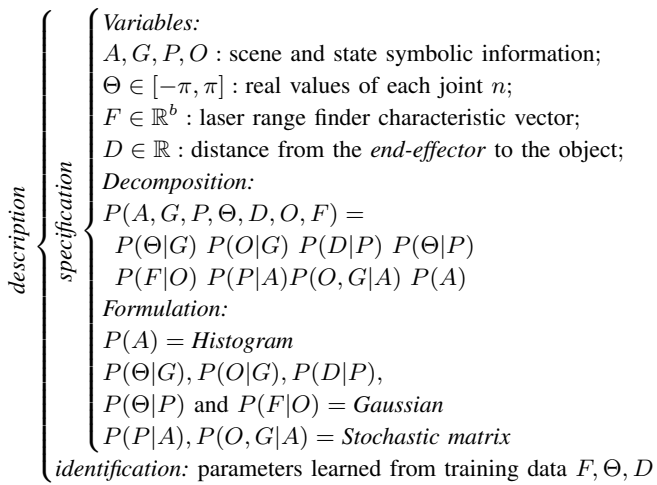 description
specification
Variables:
A, G, P, O : scene and state symbolic information;
Θ ∈ [−π, π] : real values of each joint n;
F ∈ ℝ^b : laser range finder characteristic vector;
D ∈ ℝ : distance from the end-effector to the object;
Decomposition:
P(A, G, P, Θ, D, O, F) =
P(Θ|G) P(O|G) P(D|P) P(Θ|P)
P(F|O) P(P|A)P(O, G|A) P(A)
Formulation:
P(A) = Histogram
P(Θ|G), P(O|G), P(D|P),
P(Θ|P) and P(F|O) = Gaussian
P(P|A), P(O, G|A) = Stochastic matrix
identification: parameters learned from training data F, Θ, D